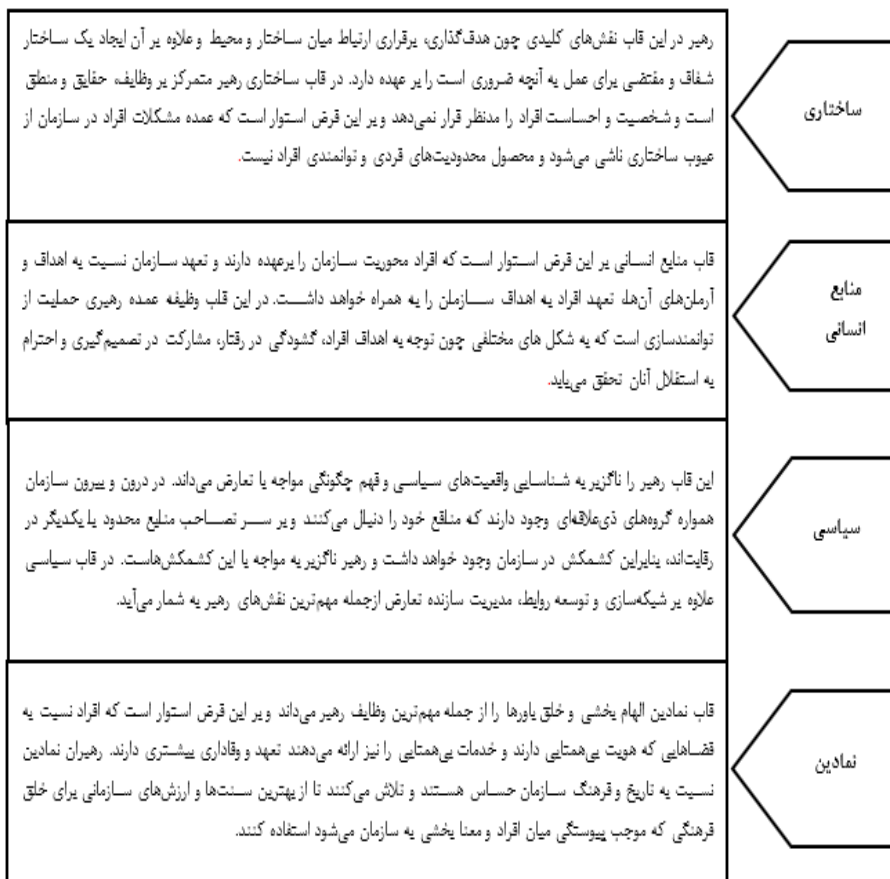 ساختاری
رهبر در این قاب نقش‌های کلیدی چون هدف‌گذاری، برقراری ارتباط میان ساختار و محیط و علاوه بر آن ایجاد یک ساختار
شفاف و مقتضی برای عمل به آنچه ضروری است را بر عهده دارد. در قاب ساختاری رهبر متمرکز بر وظایف، حقایق و منطق
است و شخصیت و احساسات افراد را مدنظر قرار نمی‌دهد و بر این فرض استوار است که عمده مشکلات افراد در سازمان از
عیوب ساختاری ناشی می‌شود و محصول محدودیت‌های فردی و توانمندی افراد نیست.
منابع
انسانی
قاب منابع انسانی بر این فرض استوار است که افراد محوریت سازمان را برعهده دارند و تعهد سازمان نسبت به اهداف و
آرمان‌های آن‌ها، تعهد افراد به اهداف سازمان را به همراه خواهد داشت. در این قاب وظیفه عمده رهبری حمایت از
توانمندسازی است که به شکل های مختلفی چون توجه به اهداف افراد، گشودگی در رفتار، مشارکت در تصمیم‌گیری و احترام
به استقلال آنان تحقق می‌یابد.
سیاسی
این قاب رهبر را ناگزیر به شناسایی واقعیت‌های سیاسی و فهم چگونگی مواجه با تعارض می‌داند. در درون و بیرون سازمان
همواره گروه‌های ذی‌علاقه‌ای وجود دارند که منافع خود را دنبال می‌کنند و بر سر تصاحب منابع محدود با یکدیگر در
رقابت‌اند، بنابراین کشمکش در سازمان وجود خواهد داشت و رهبر ناگزیر به مواجه با این کشمکش‌هاست. در قاب سیاسی
علاوه بر شبکه‌سازی و توسعه روابط، مدیریت سازنده تعارض ازجمله مهم‌ترین نقش‌های رهبر به شمار می‌آید.
نمادین
قاب نمادین الهام بخشی و خلق باورها را از جمله مهم‌ترین وظایف رهبر می‌داند و بر این فرض استوار است که افراد نسبت به
فضاهایی که هویت بی‌همتایی دارند و خدمات بی‌همتایی را نیز ارائه می‌دهند تعهد و وفاداری بیشتری دارند. رهبران نمادین
نسبت به تاریخ و فرهنگ سازمان حساس هستند و تلاش می‌کنند تا از بهترین سنت‌ها و ارزش‌های سازمانی برای خلق
فرهنگی که موجب پیوستگی میان افراد و معنا بخشی به سازمان می‌شود استفاده کنند.